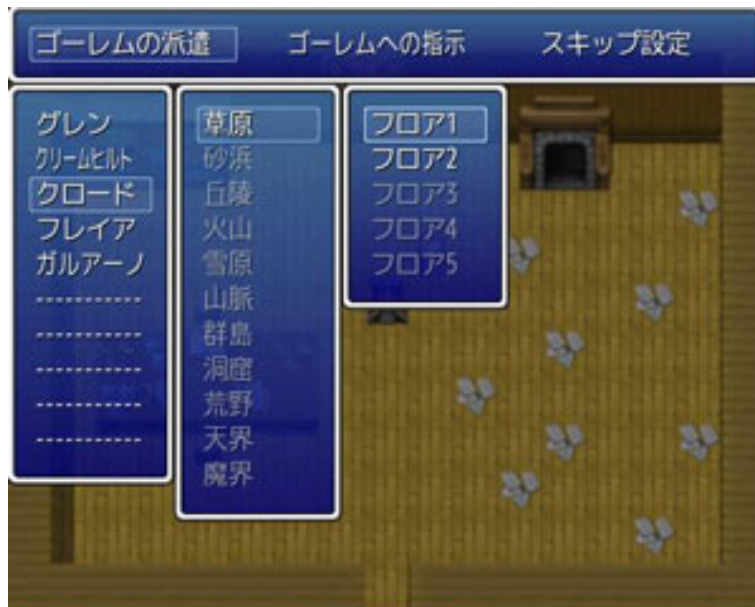 ゴーレムの派遣 ゴーレムへの指示 スキップ設定
グレン
クリームヒルト
クロード
フレイア
ガルアーノ
-----------
-----------
-----------
-----------
-----------
草原
砂浜
丘陵
火山
雪原
山脈
群島
洞窟
荒野
天界
魔界
フロア1
フロア2
フロア3
フロア4
フロア5